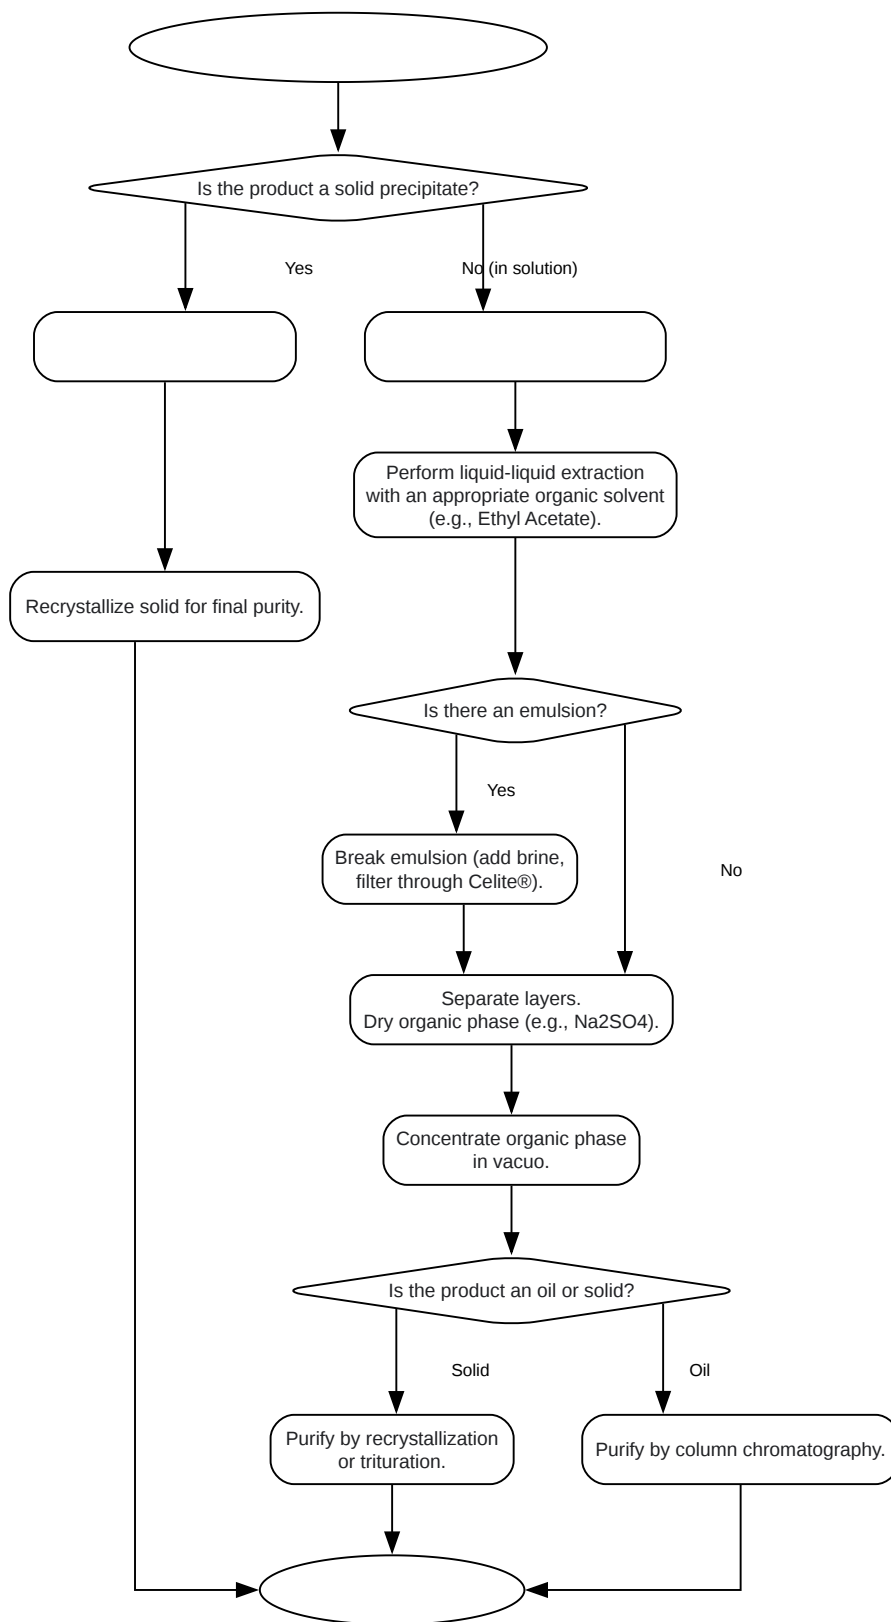 Is the product a solid precipitate?
Yes
No (in solution)
Perform liquid-liquid extraction
with an appropriate organic solvent
(e.g., Ethyl Acetate).
Recrystallize solid for final purity.
Is there an emulsion?
Yes
Break emulsion (add brine,
filter through Celite®).
No
Separate layers.
Dry organic phase (e.g., Na2SO4).
Concentrate organic phase
in vacuo.
Is the product an oil or solid?
Solid
Oil
Purify by recrystallization
or trituration.
Purify by column chromatography.